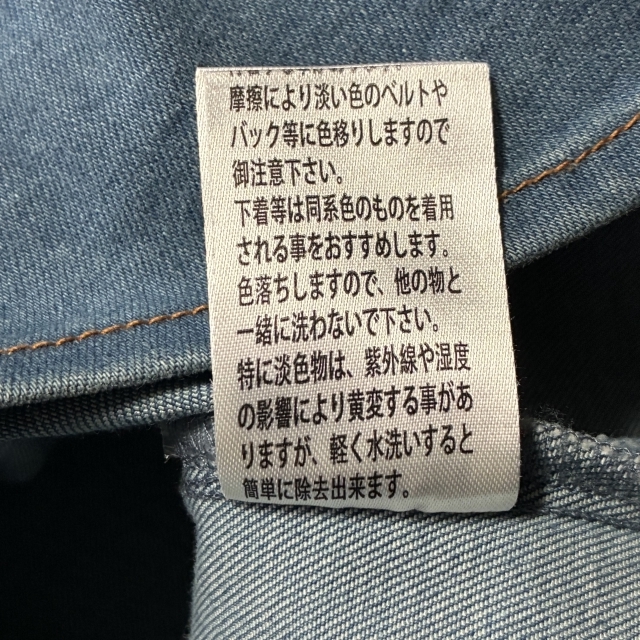 摩擦により淡い色のベルトや
バック等に色移りしますので
御注意下さい。
下着等は同系色のものを着用
される事をおすすめします。
色落ちしますので、他の物と
一緒に洗わないで下さい。
特に淡色物は、紫外線や湿度
の影響により黄変する事があ
りますが、軽く水洗いすると
簡単に除去出来ます。